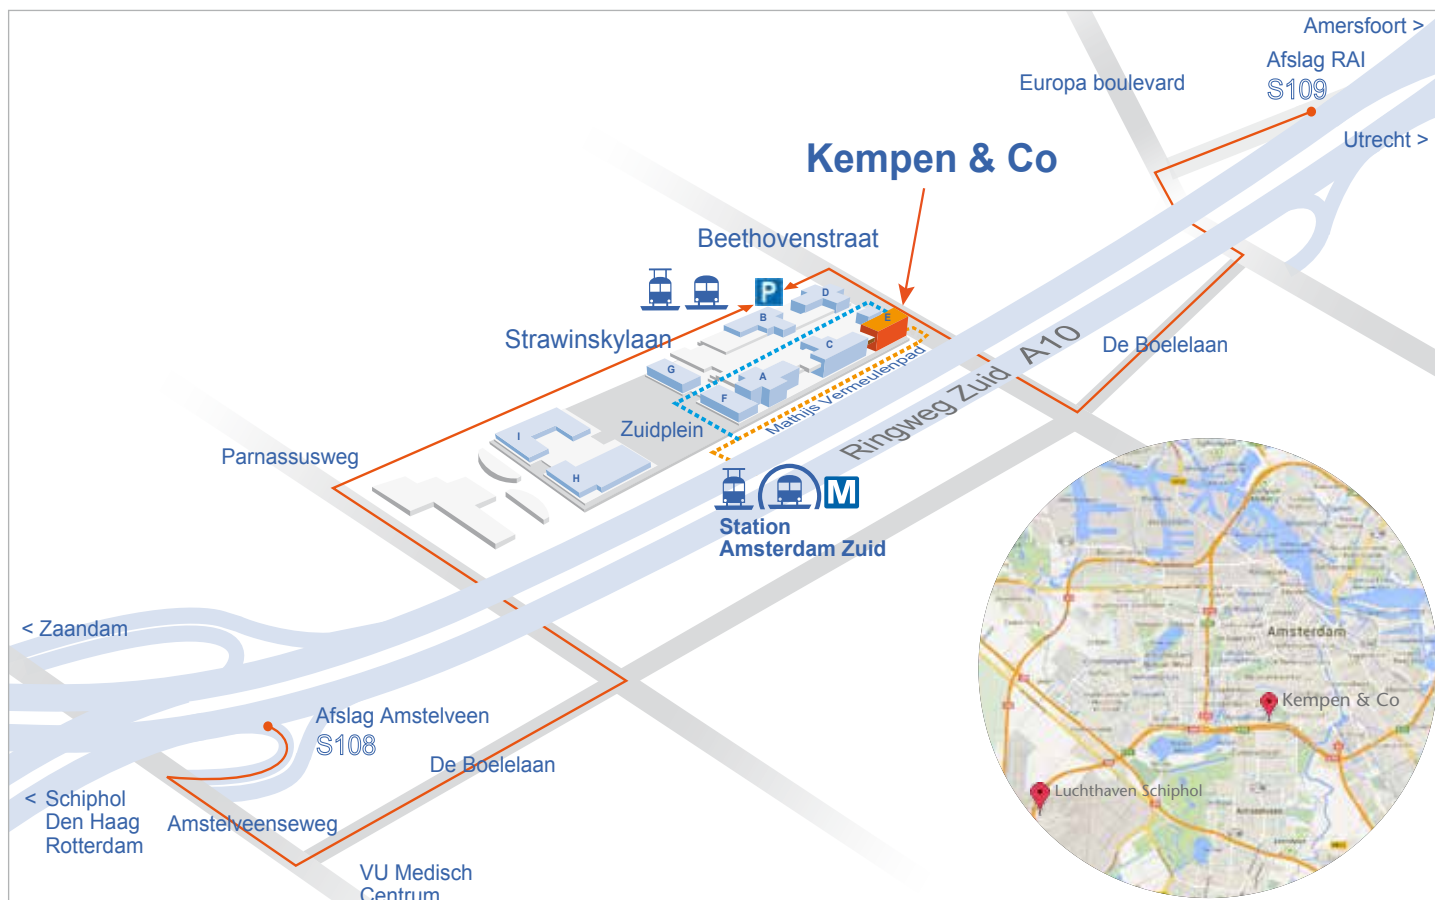 Amersfoort >
Afslag RAI
S109
Europa boulevard
Utrecht >
Kempen & Co
Beethovenstraat
P
D
E
B
Strawinskylaan
C
G
A
F
De Boelelaan
Mathijs Vermeulenpad
Ringweg Zuid A10
Zuidplein
I
H
Parnassusweg
M
Station
Amsterdam Zuid
< Zaandam
Amsterdam
Afslag Amstelveen
S108
Kempen & Co
De Boelelaan
Luchthaven Schiphol
< Schiphol
Den Haag
Rotterdam
Amstelveenseweg
VU Medisch
Centrum